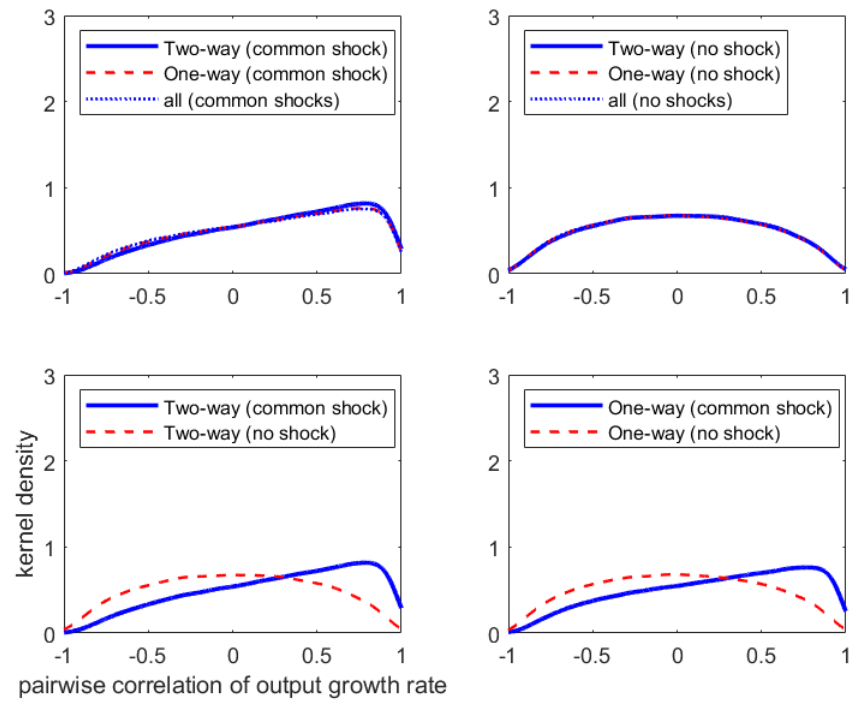 3
2
1
0
Two-way (common shock)
One-way (common shock)
all (common shocks)
-1 -0.5 0 0.5 1
3
2
1
0
Two-way (no shock)
One-way (no shock)
all (no shocks)
-1 -0.5 0 0.5 1
kernel density
3
2
1
0
Two-way (common shock)
Two-way (no shock)
-1 -0.5 0 0.5 1
pairwise correlation of output growth rate
3
2
1
0
One-way (common shock)
One-way (no shock)
-1 -0.5 0 0.5 1